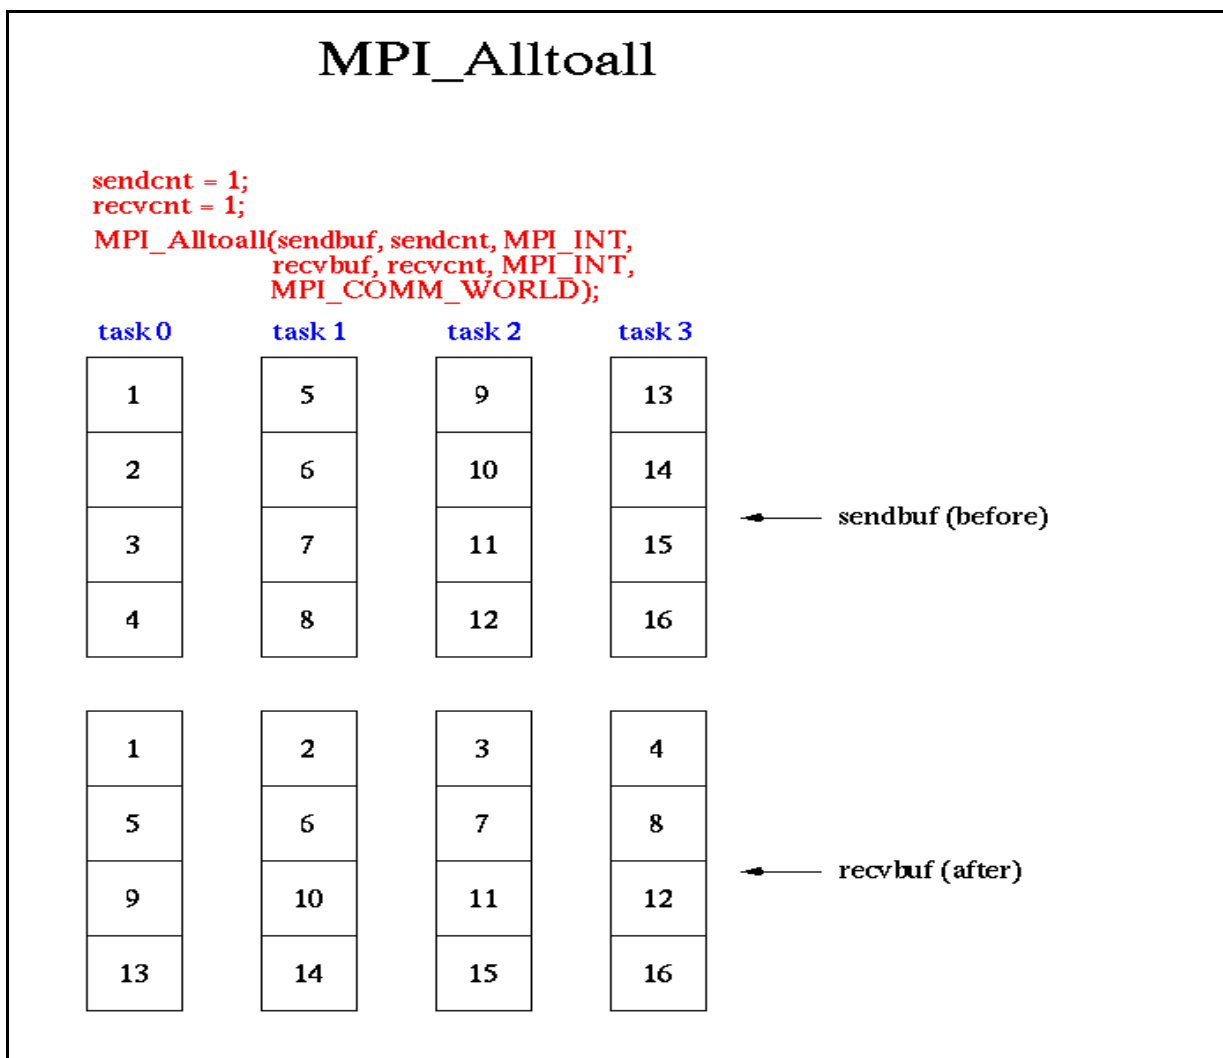 MPI_Alltoall
sendcnt = 1;
recvcnt = 1;
MPI_Alltoall(sendbuf, sendcnt, MPI_INT,
recvbuf, recvcnt, MPI_INT,
MPI_COMM_WORLD);
task 0 task 1 task 2 task 3
1 5 9 13
2 6 10 14
sendbuf (before)
3 7 11 15
4 8 12 16
1 2 3 4
5 6 7 8
recvbuf (after)
9 10 11 12
13 14 15 16